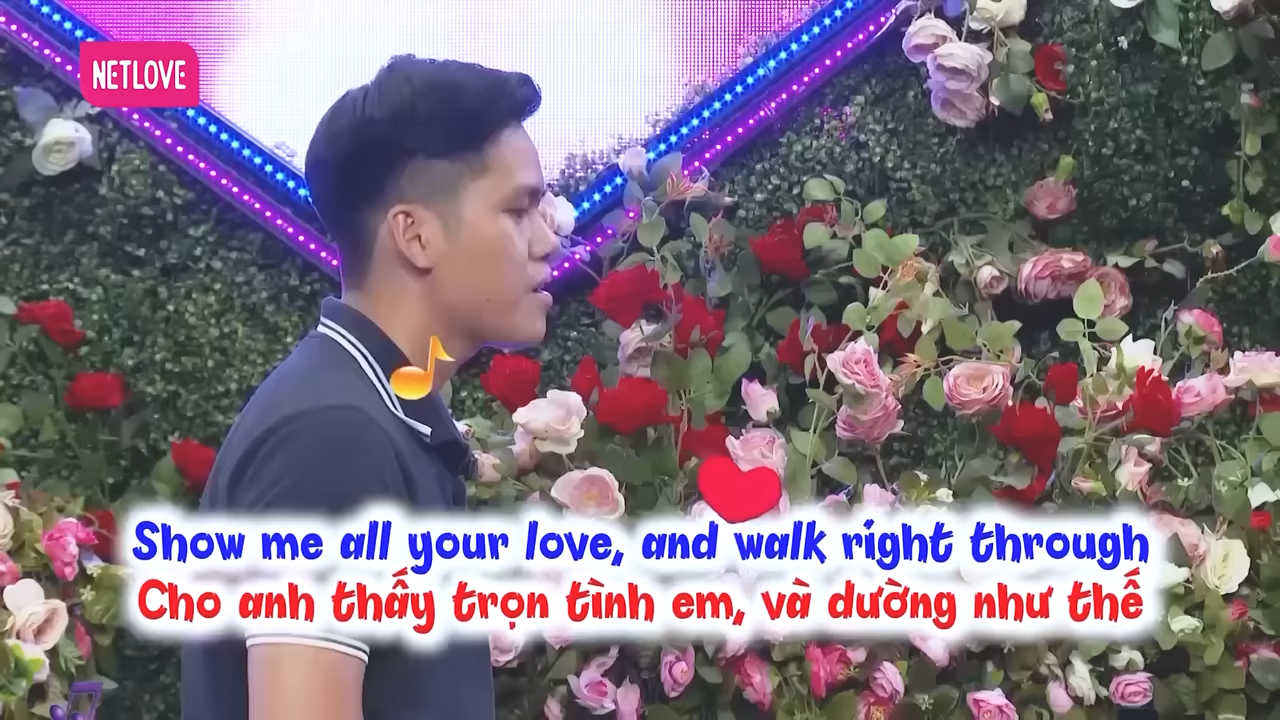 NETLOVE
Show me all your love, and walk right through
Cho anh thấy trọn tình em, và dường như thế